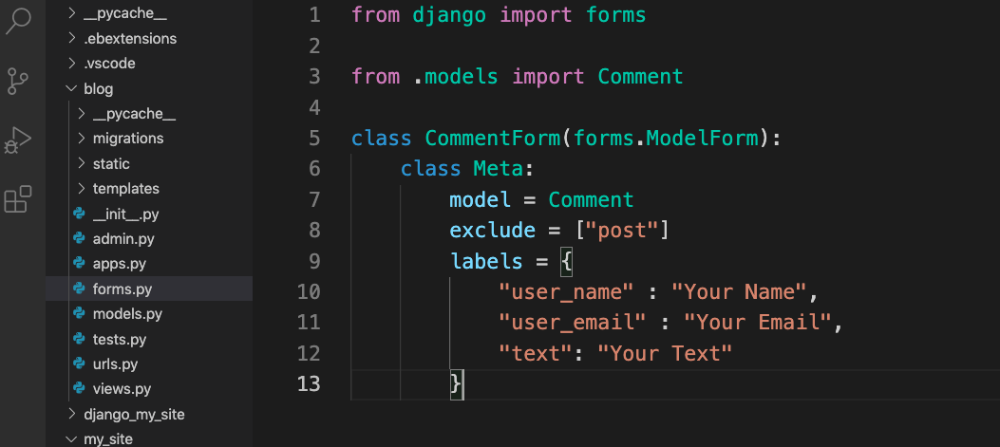 __pycache__
.ebextensions
.vscode
blog
__pycache__
migrations
static
templates
__init__.py
admin.py
apps.py
forms.py
models.py
tests.py
urls.py
views.py
django_my_site
my_site
1 from django import forms
2
3 from .models import Comment
4
5 class CommentForm(forms.ModelForm):
6     class Meta:
7         model = Comment
8         exclude = ["post"]
9         labels = {
10             "user_name" : "Your Name",
11             "user_email" : "Your Email",
12             "text": "Your Text"
13         }